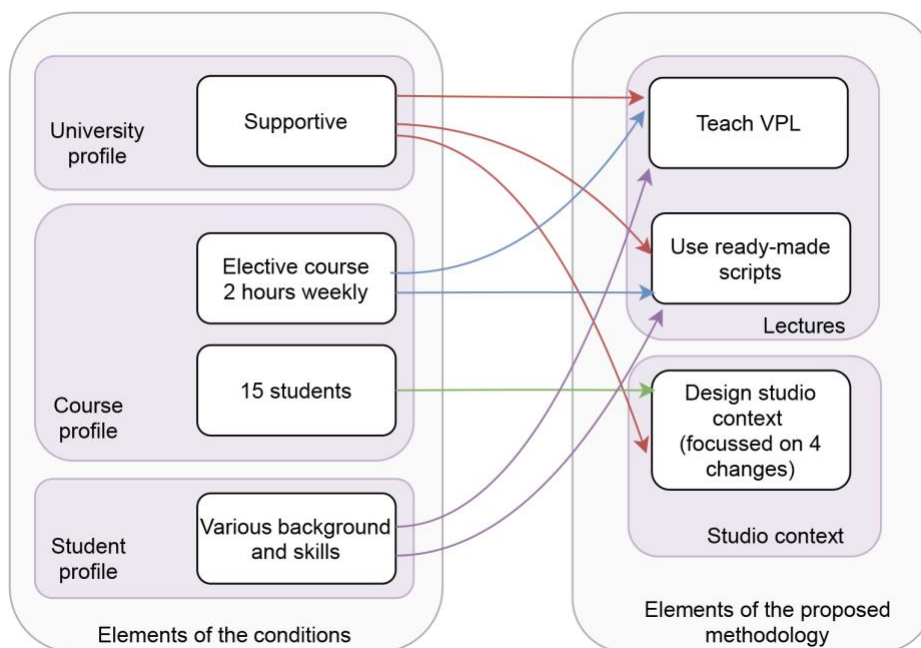 University
profile
Supportive
Elective course
2 hours weekly
15 students
Course
profile
Student
profile
Various background
and skills
Elements of the conditions
Teach VPL
Use ready-made
scripts
Lectures
Design studio
context
(focussed on 4
changes)
Studio context
Elements of the proposed
methodology